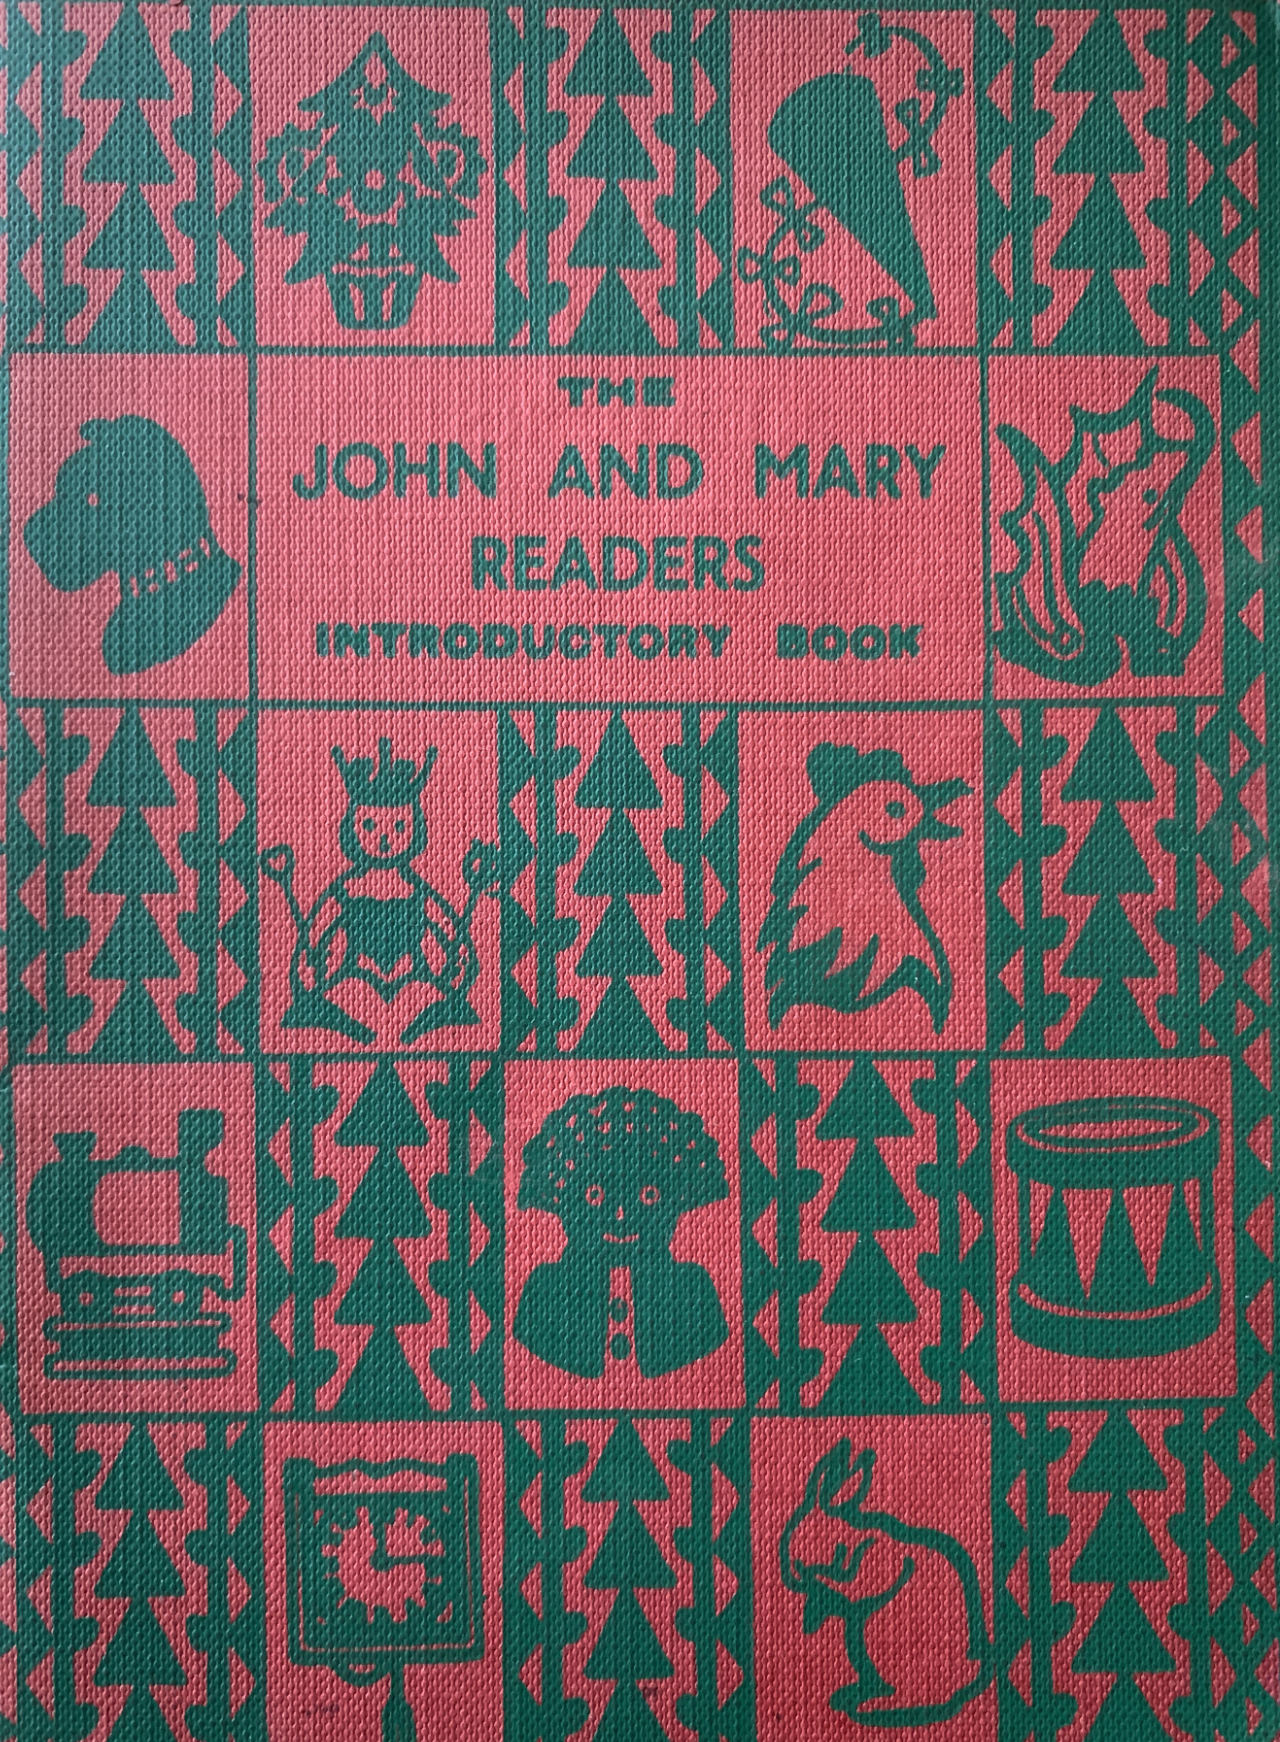 THE
JOHN AND MARY
READERS
INTRODUCTORY BOOK